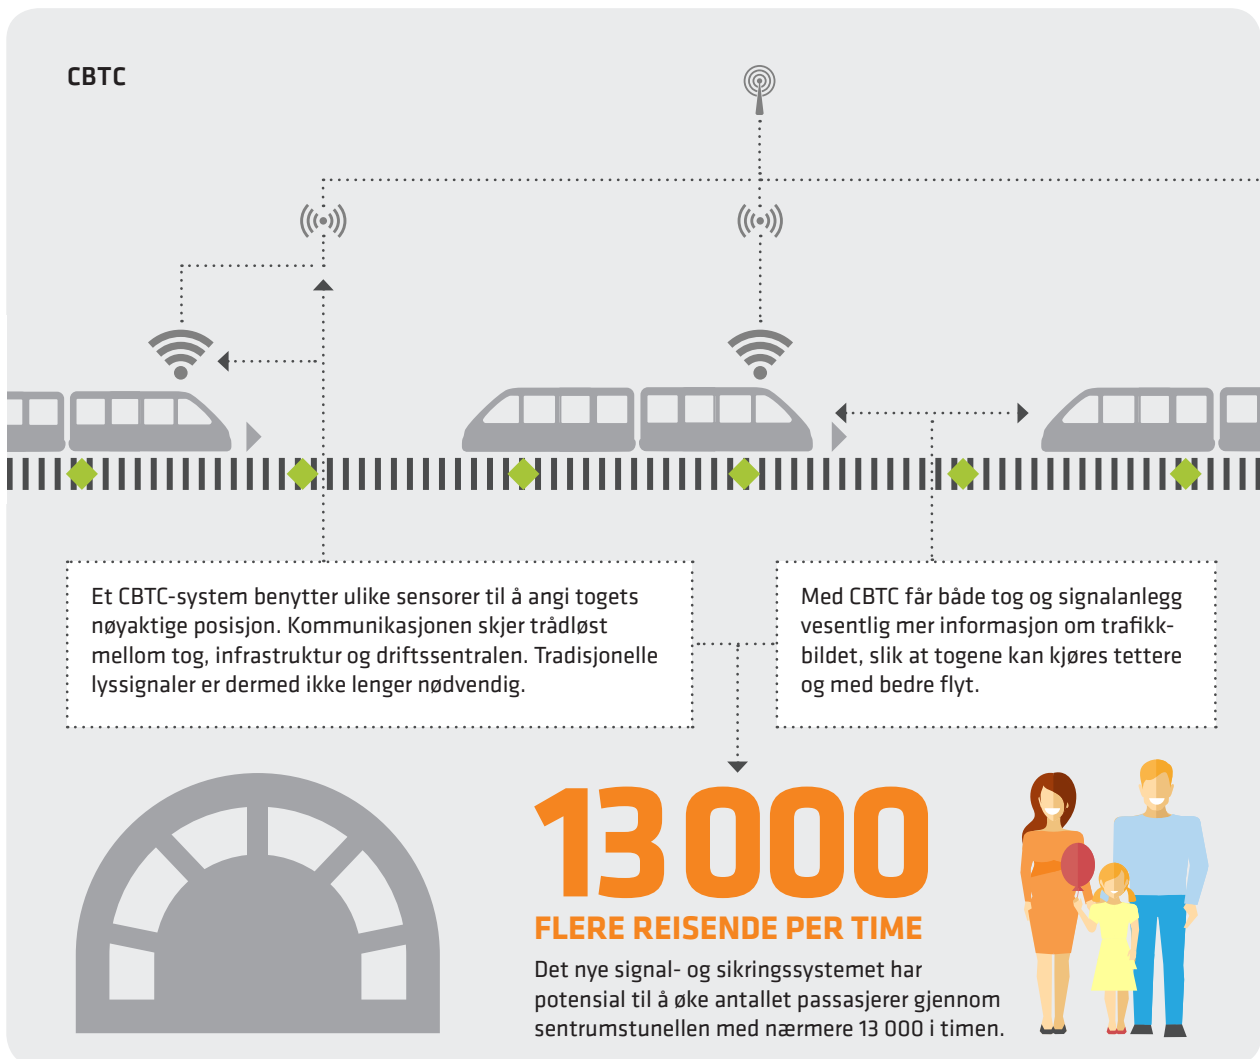 CBTC
Et CBTC-system benytter ulike sensorer til å angi togets
nøyaktige posisjon. Kommunikasjonen skjer trådløst
mellom tog, infrastruktur og driftssentralen. Tradisjonelle
lyssignaler er dermed ikke lenger nødvendig.
Med CBTC får både tog og signalanlegg
vesentlig mer informasjon om trafikk-
bildet, slik at togene kan kjøres tettere
og med bedre flyt.
13 000
FLERE REISENDE PER TIME
Det nye signal- og sikringssystemet har
potensial til å øke antallet passasjerer gjennom
sentrumstunellen med nærmere 13 000 i timen.